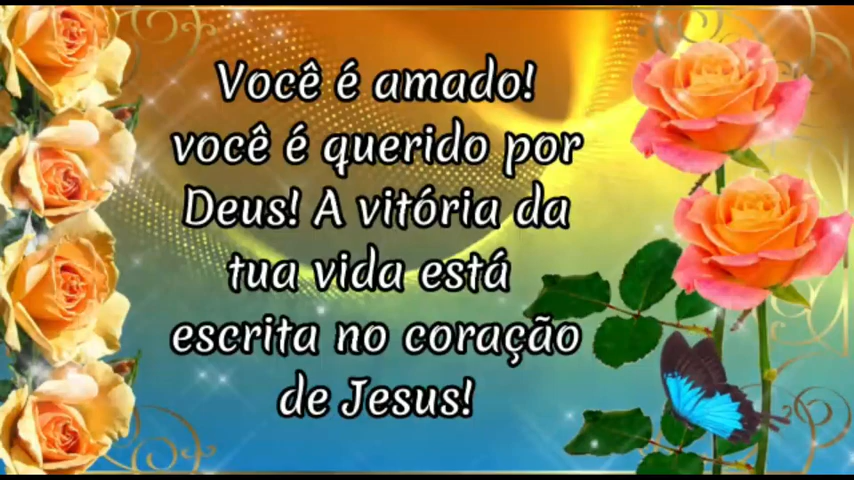 Você é amado!
você é querido por
Deus! A vitória da
tua vida está
escrita no coração
de Jesus!